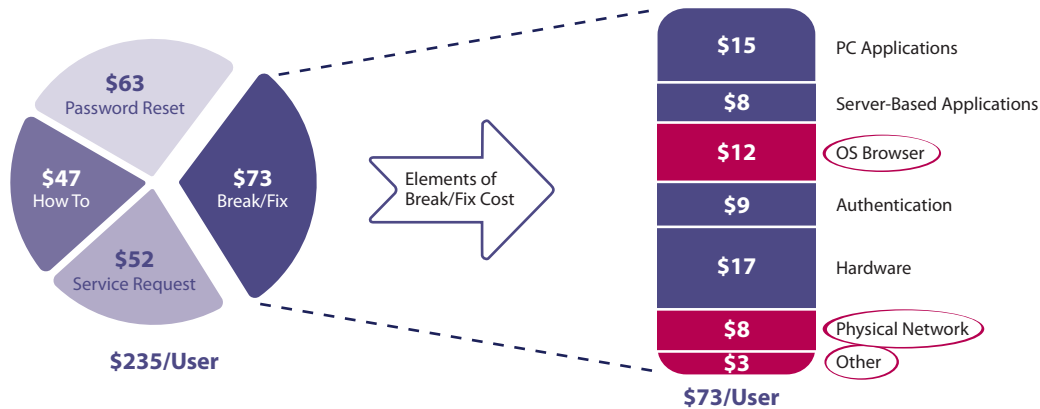 $63
Password Reset
$47
How To
$73
Break/Fix
$52
Service Request
$235/User
Elements of
Break/Fix Cost
$15
PC Applications
$8
Server-Based Applications
$12
OS Browser
$9
Authentication
$17
Hardware
$8
Physical Network
$3
Other
$73/User